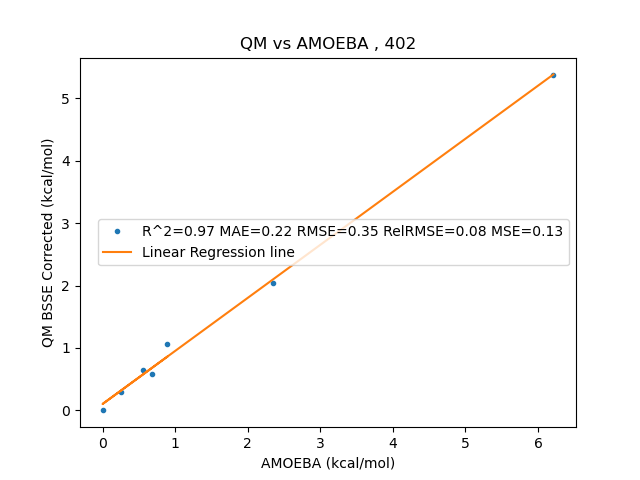 QM vs AMOEBA , 402
QM BSSE Corrected (kcal/mol)
5
4
3
2
1
0
R^2=0.97 MAE=0.22 RMSE=0.35 RelRMSE=0.08 MSE=0.13
Linear Regression line
0 1 2 3 4 5 6
AMOEBA (kcal/mol)